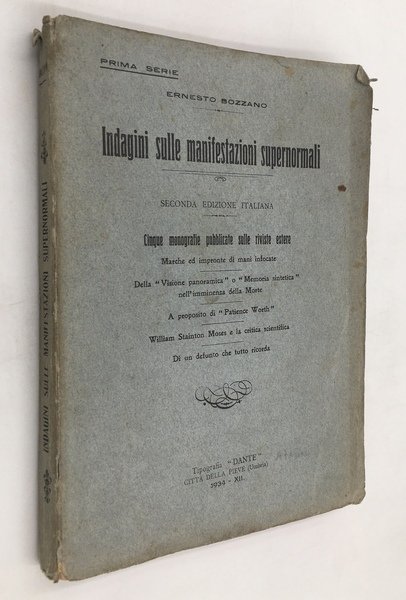 PRIMA SERIE
ERNESTO BOZZANO
Indagini sulle manifestazioni supernormali
SECONDA EDIZIONE ITALIANA
Cinque monografie pubblicate sulle riviste estere
Marche ed impronte di mani infocate
Della “Visione panoramica” o “Memoria sintetica”
nell'imminenza della Morte
A proposito di “Patience Worth”
William Stainton Moses e la critica scientifica
Di un defunto che tutto ricorda
Tipografia “DANTE”
CITTÀ DELLA PIEVE (Umbria)
1934 - XII.
INDAGINI SULLE MANIFESTAZIONI SUPERNORMALI